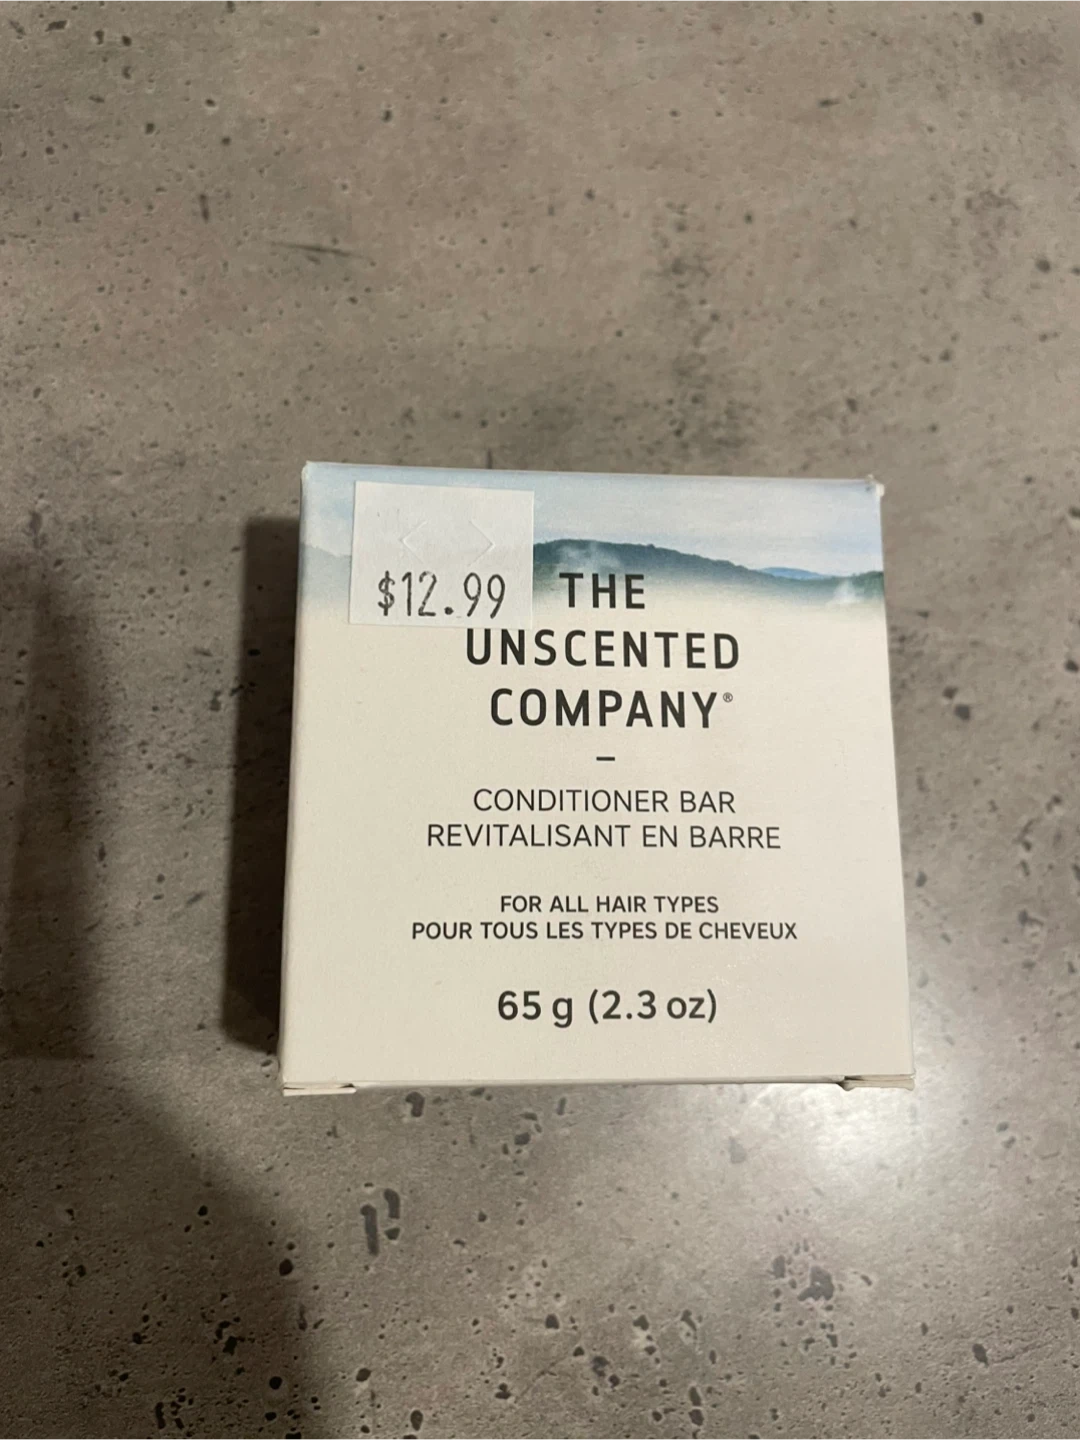 $12.99
THE
UNSCENTED
COMPANY®
–
CONDITIONER BAR
REVITALISANT EN BARRE
FOR ALL HAIR TYPES
POUR TOUS LES TYPES DE CHEVEUX
65 g (2.3 oz)